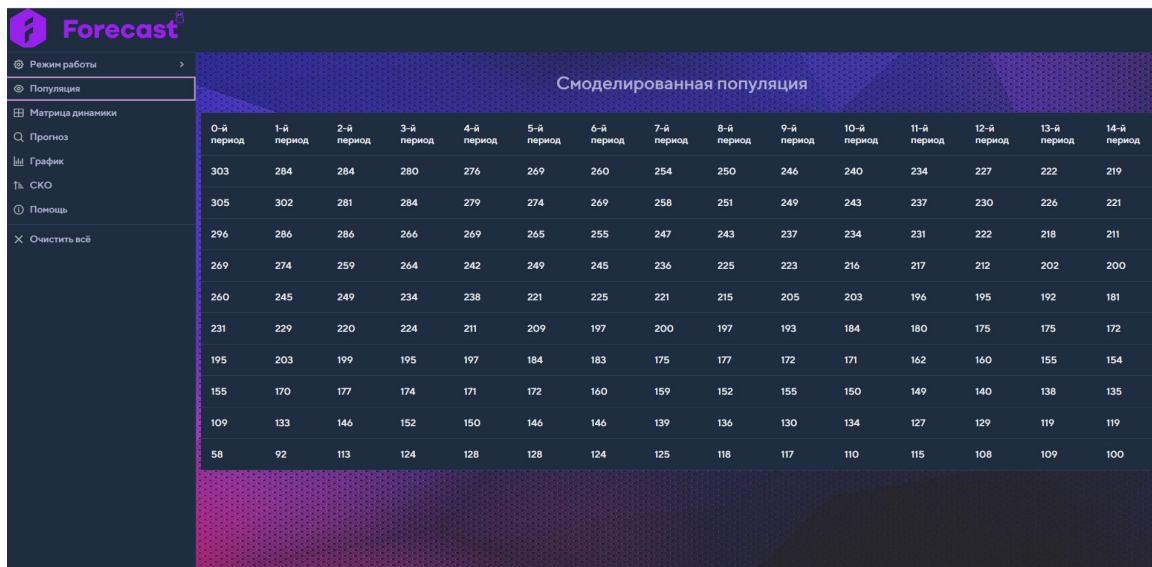 Forecast
Режим работы
Популяция
Матрица динамики
Прогноз
График
СКО
Помощь
Очистить всё
Смоделированная популяция
0-й период 1-й период 2-й период 3-й период 4-й период 5-й период 6-й период 7-й период 8-й период 9-й период 10-й период 11-й период 12-й период 13-й период 14-й период
303 284 284 280 276 269 260 254 250 246 240 234 227 222 219
305 302 281 284 279 274 269 258 251 249 243 237 230 226 221
296 286 286 266 269 265 255 247 243 237 234 231 222 218 211
269 274 259 264 242 249 245 236 225 223 216 217 212 202 200
260 245 249 234 238 221 225 221 215 205 203 196 195 192 181
231 229 220 224 211 209 197 200 197 193 184 180 175 175 172
195 203 199 195 197 184 183 175 177 172 171 162 160 155 154
155 170 177 174 171 172 160 159 152 155 150 149 140 138 135
109 133 146 152 150 146 146 139 136 130 134 127 129 119 119
58 92 113 124 128 128 124 125 118 117 110 115 108 109 100